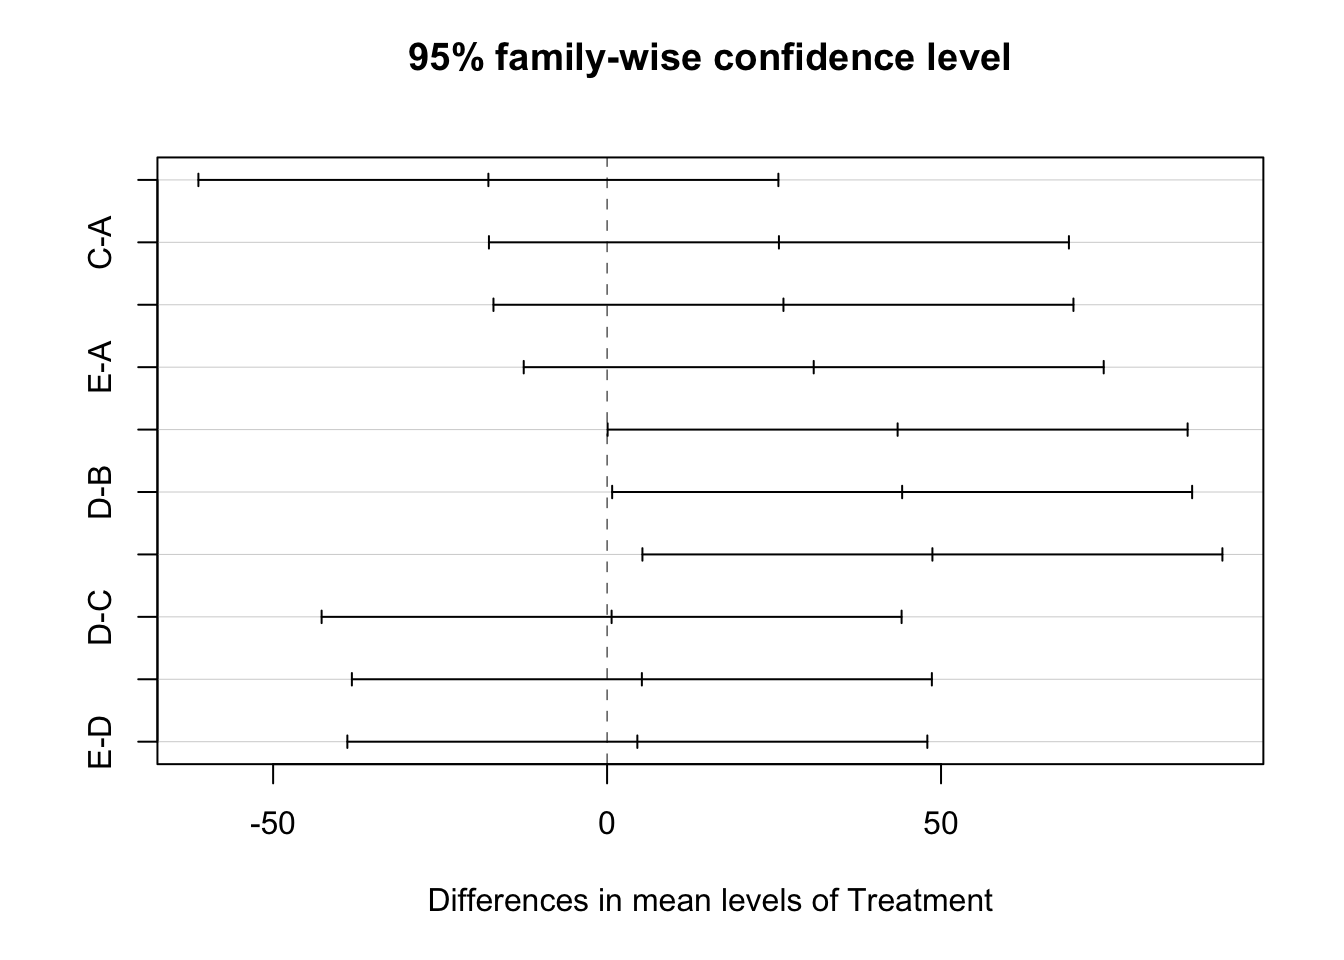 95% family-wise confidence level
C-A
E-A
D-B
D-C
E-D
-50 0 50
Differences in mean levels of Treatment